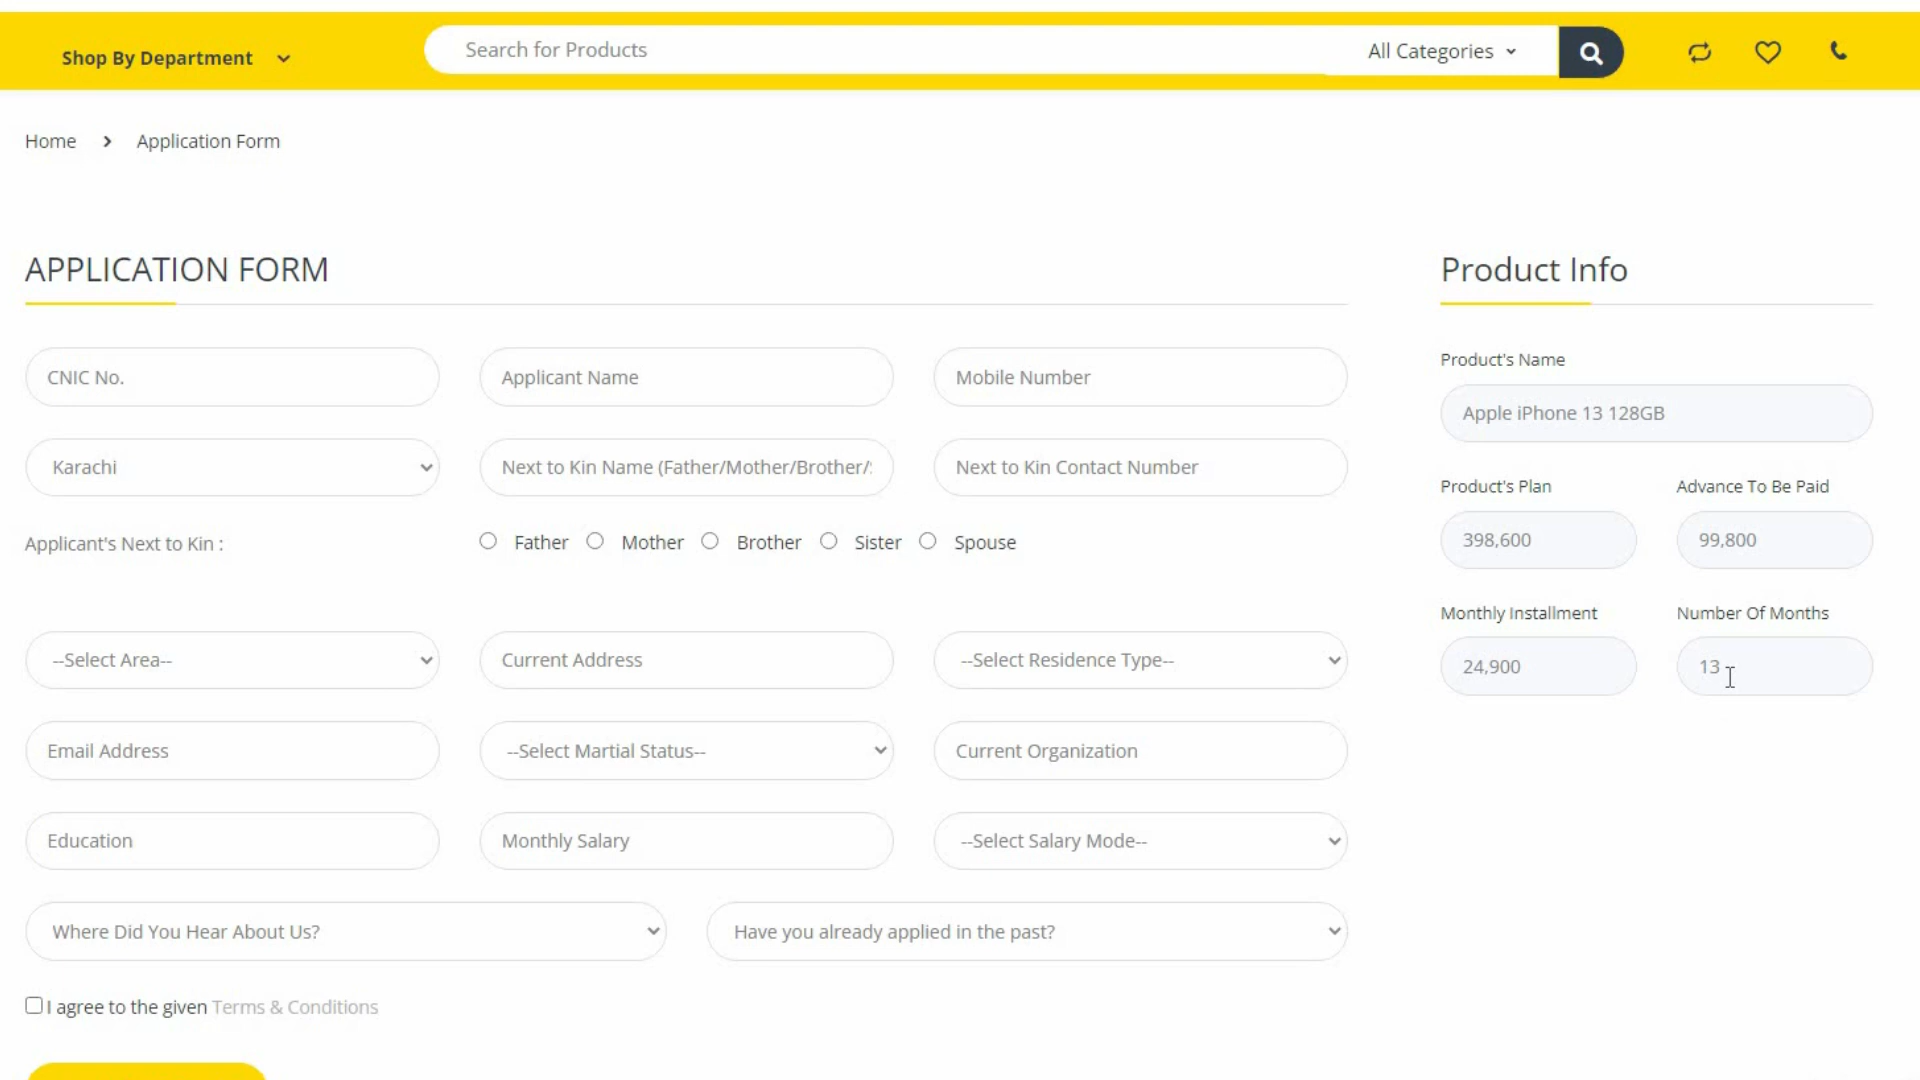 Shop By Department
Search for Products
All Categories
Home
Application Form
APPLICATION FORM
CNIC No.
Applicant Name
Mobile Number
Karachi
Next to Kin Name (Father/Mother/Brother/
Next to Kin Contact Number
Applicant's Next to Kin :
Father
Mother
Brother
Sister
Spouse
--Select Area--
Current Address
--Select Residence Type--
Email Address
--Select Martial Status--
Current Organization
Education
Monthly Salary
--Select Salary Mode--
Where Did You Hear About Us?
Have you already applied in the past?
I agree to the given Terms & Conditions
Product Info
Product's Name
Apple iPhone 13 128GB
Product's Plan
Advance To Be Paid
398,600
99,800
Monthly Installment
Number Of Months
24,900
13